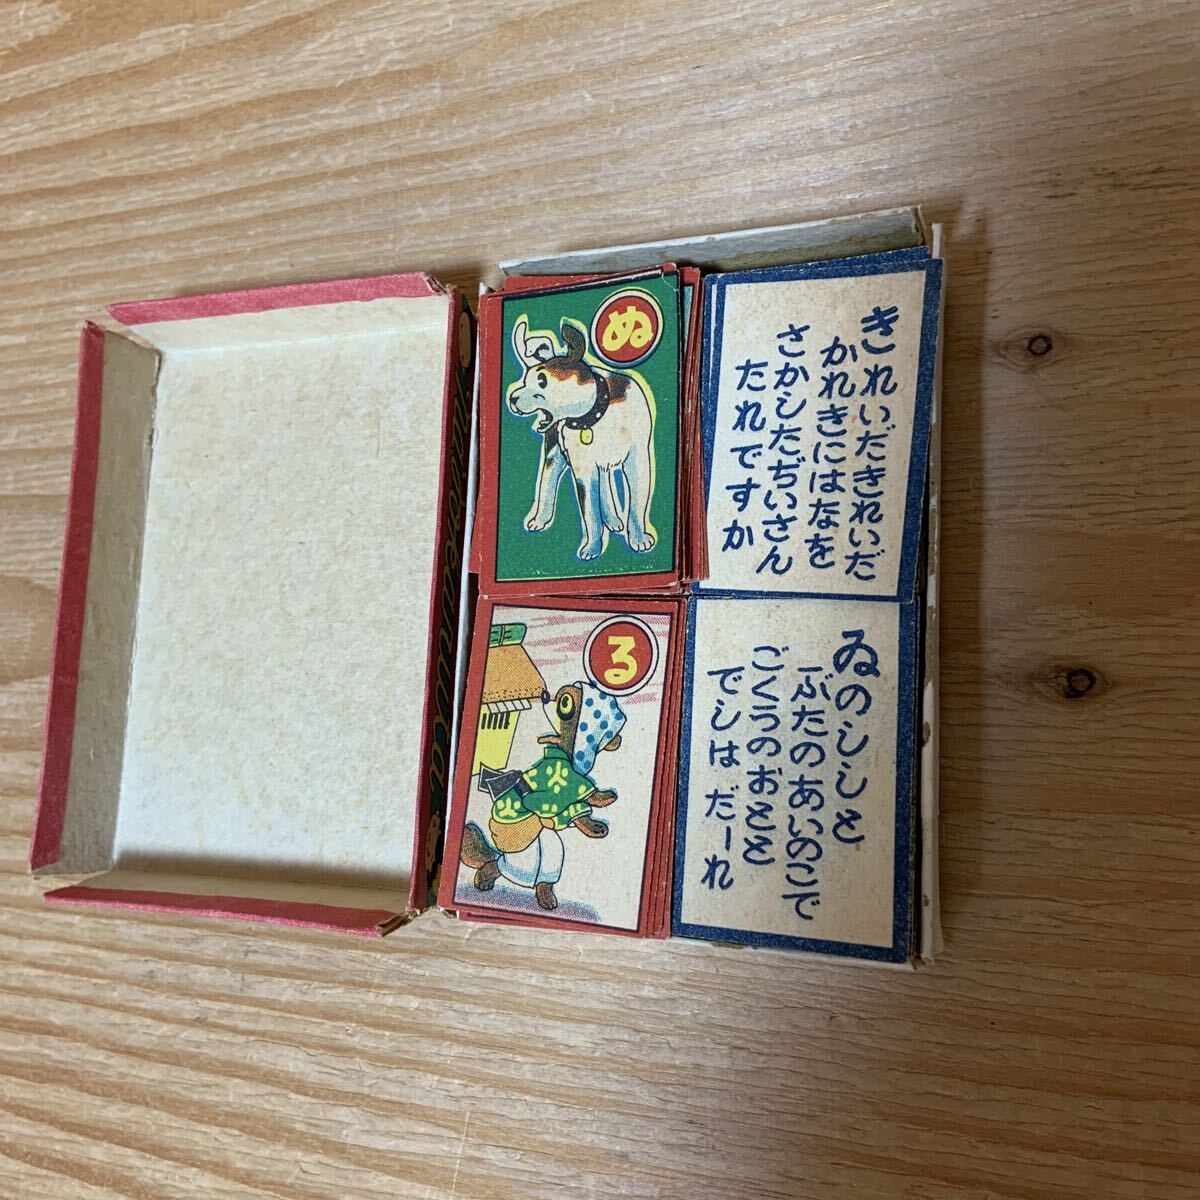 ぬ
きれいだきれいだ
かれきにはなを
さかしたぢいさん
たれですか
る
火
ゐのししと
ぶたのあいのこで
ごくうのおとと
でしはだーれ